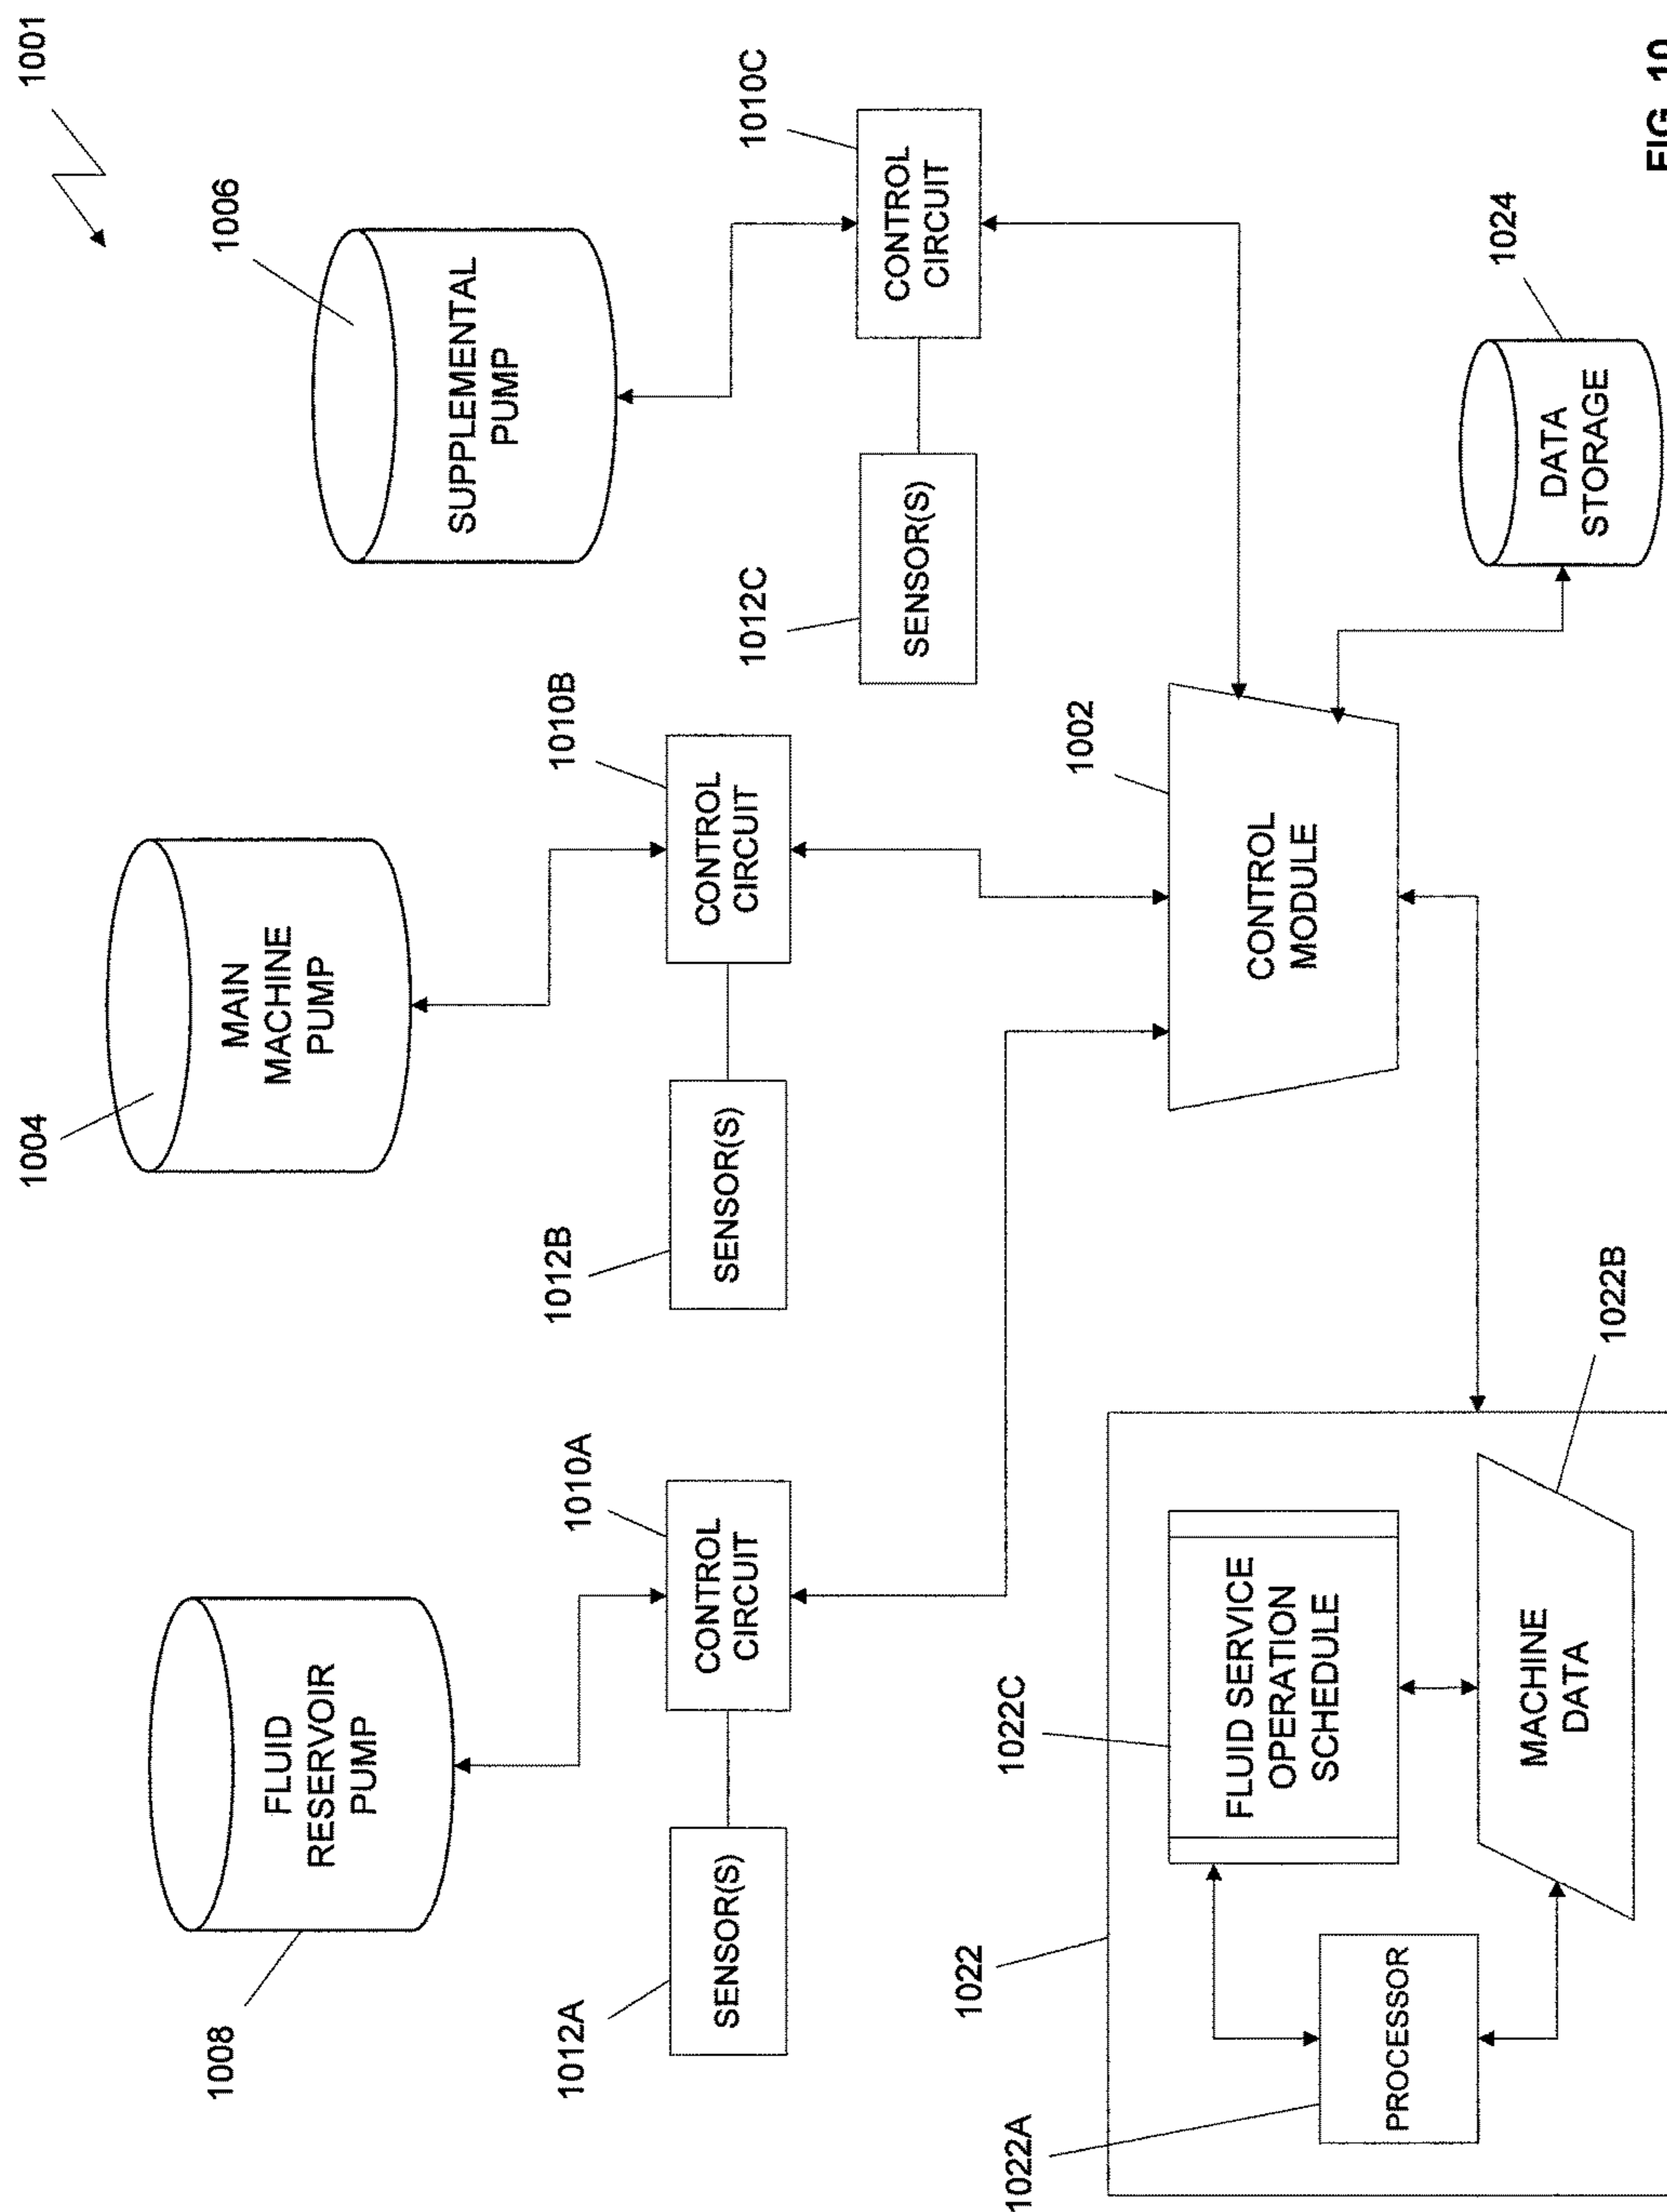 1001
1004
1008
1006
FLUID
RESERVOIR
PUMP
MAIN
MACHINE
PUMP
SUPPLEMENTAL
PUMP
1012A
1010A
1012B
1010B
1012C
1010C
SENSOR(S)
CONTROL
CIRCUIT
SENSOR(S)
CONTROL
CIRCUIT
SENSOR(S)
CONTROL
CIRCUIT
1022
1022A
1022C
1002
1024
PROCESSOR
FLUID SERVICE
OPERATION
SCHEDULE
CONTROL
MODULE
DATA
STORAGE
MACHINE
DATA
1022B
FIG. 10